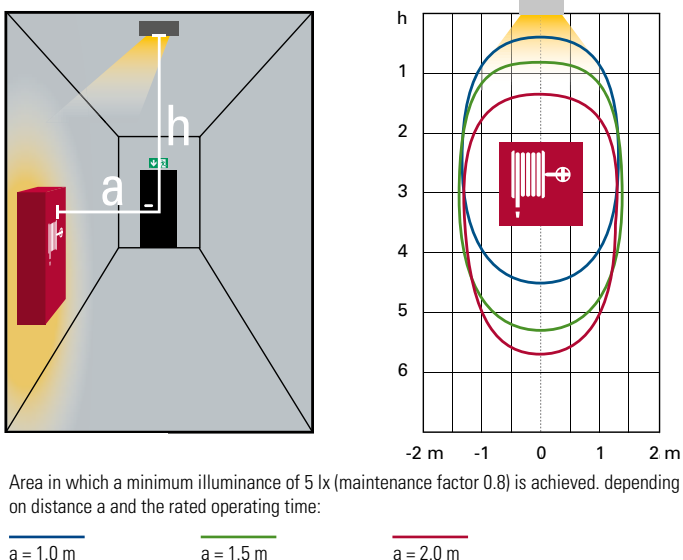 h
a
h
1
2
3
4
5
6
-2 m -1 0 1 2 m
Area in which a minimum illuminance of 5 lx (maintenance factor 0.8) is achieved. depending
on distance a and the rated operating time:
a = 1.0 m a = 1.5 m a = 2.0 m